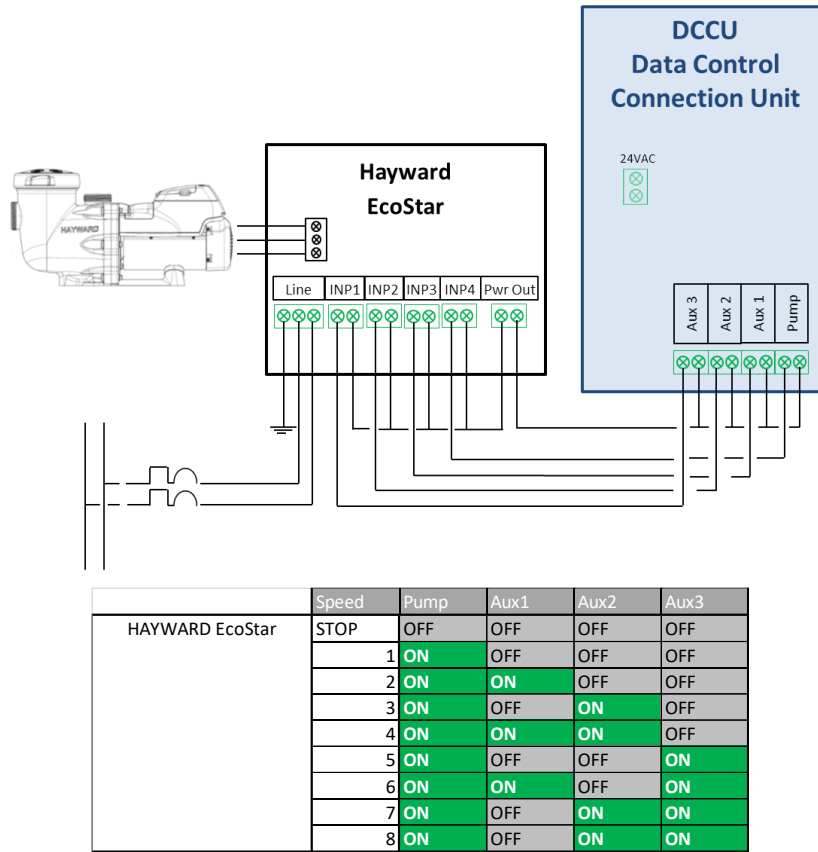 DCCU
Data Control
Connection Unit
24VAC
Hayward
EcoStar
HAYWARD
Line INP1 INP2 INP3 INP4 Pwr Out
Aux 3 Aux 2 Aux 1 Pump
Speed Pump Aux1 Aux2 Aux3
HAYWARD EcoStar STOP OFF OFF OFF OFF
1 ON OFF OFF OFF
2 ON ON OFF OFF
3 ON OFF ON OFF
4 ON ON ON OFF
5 ON OFF OFF ON
6 ON ON OFF ON
7 ON OFF ON ON
8 ON OFF ON ON